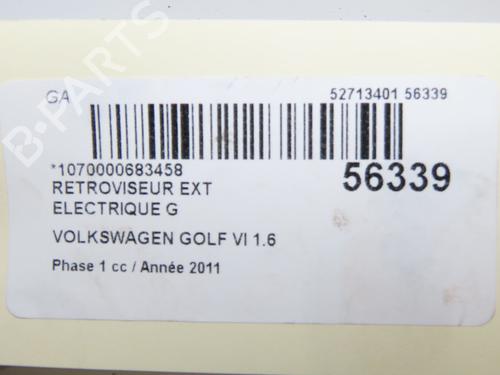 GA
52713401 56339
*1070000683458
56339
RETROVISEUR EXT
ELECTRIQUE G
VOLKSWAGEN GOLF VI 1.6
Phase 1 cc / Année 2011
B-PARTS